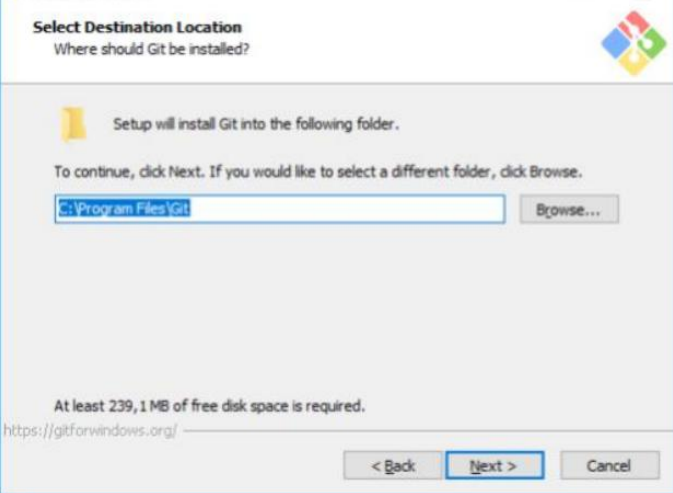 Select Destination Location
Where should Git be installed?
Setup will install Git into the following folder.
To continue, click Next. If you would like to select a different folder, click Browse.
C:\Program Files\Git
Browse...
At least 239,1 MB of free disk space is required.
https://gitforwindows.org/
< Back
Next >
Cancel